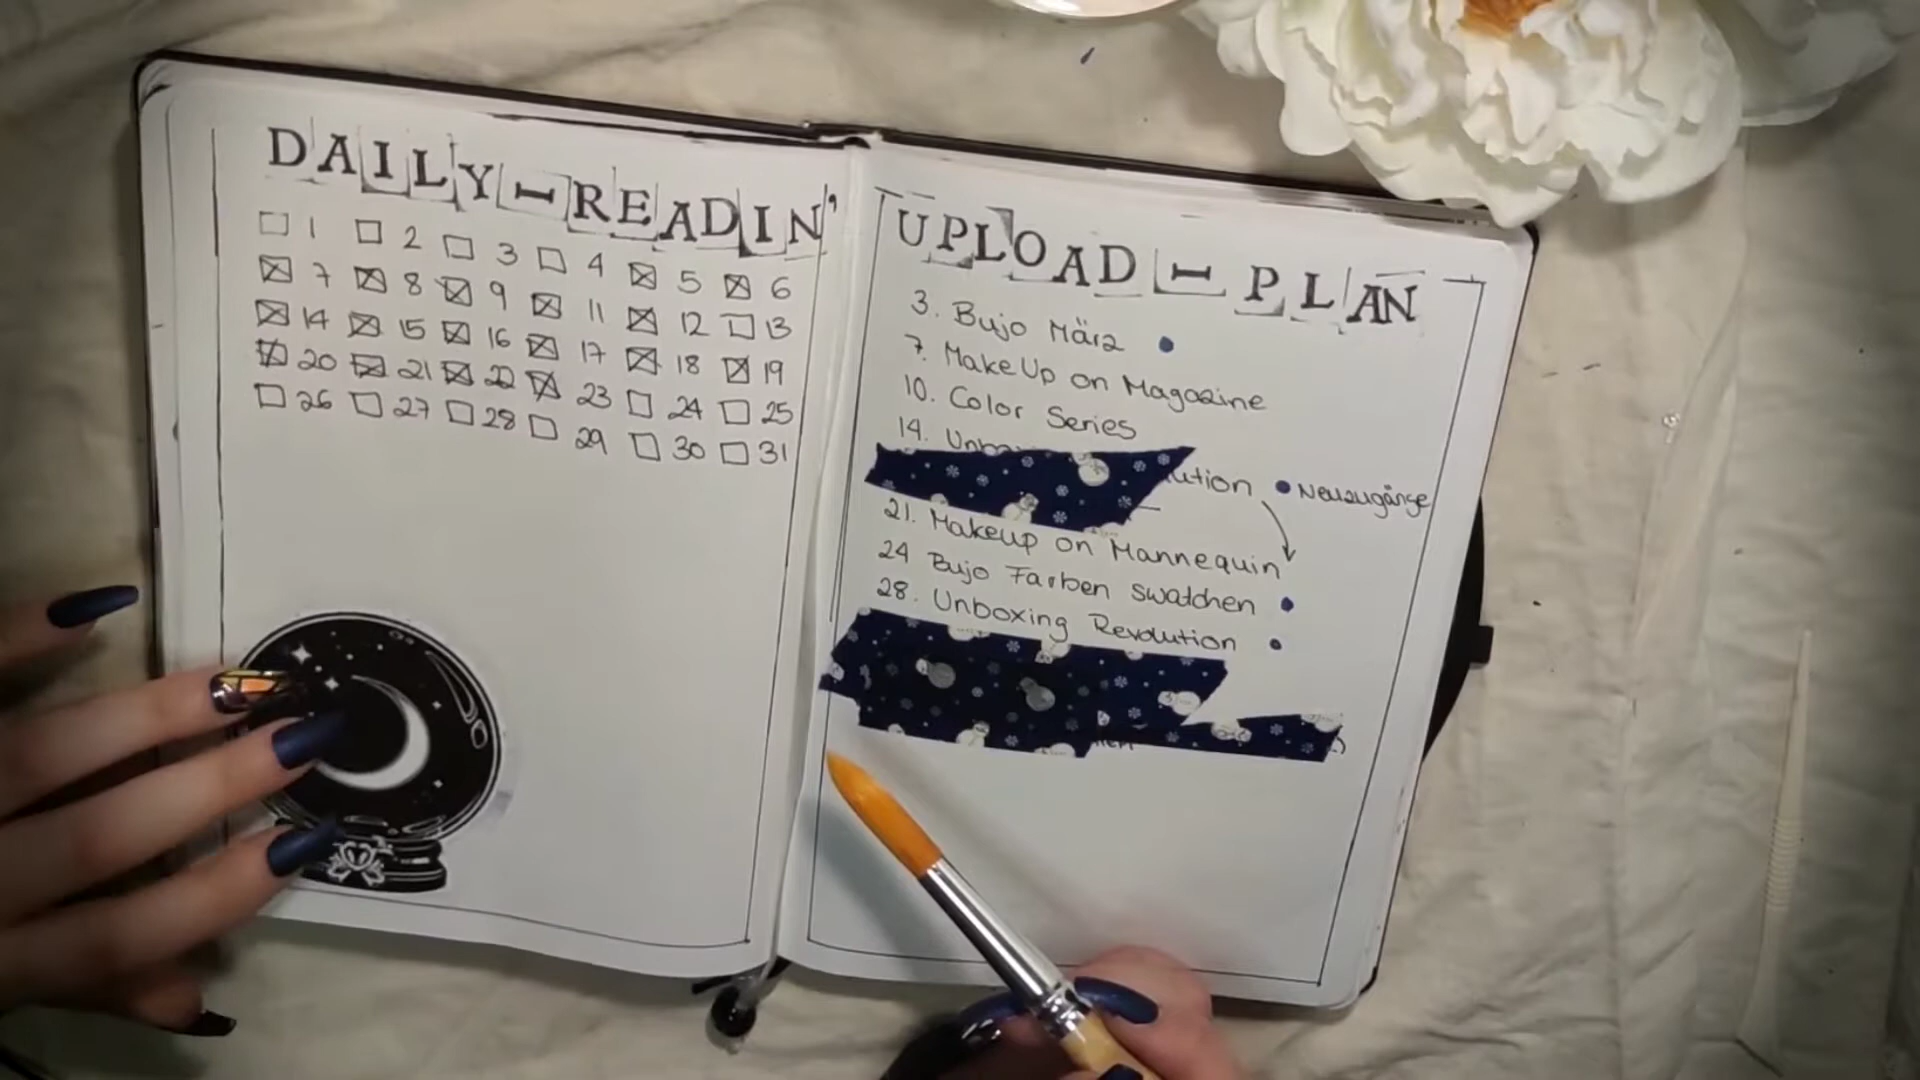 DAILY-READIN'
1 2 3 4 5 6
7 8 9 11 12 13
14 15 16 17 18 19
20 21 22 23 24 25
26 27 28 29 30 31
UPLOAD-PLAN
3. Bujo März
7. MakeUp on Magazine
10. Color Series
14.
Neuzugänge
21. Makeup on Mannequin
24 Bujo Farben swatchen
28. Unboxing Revolution